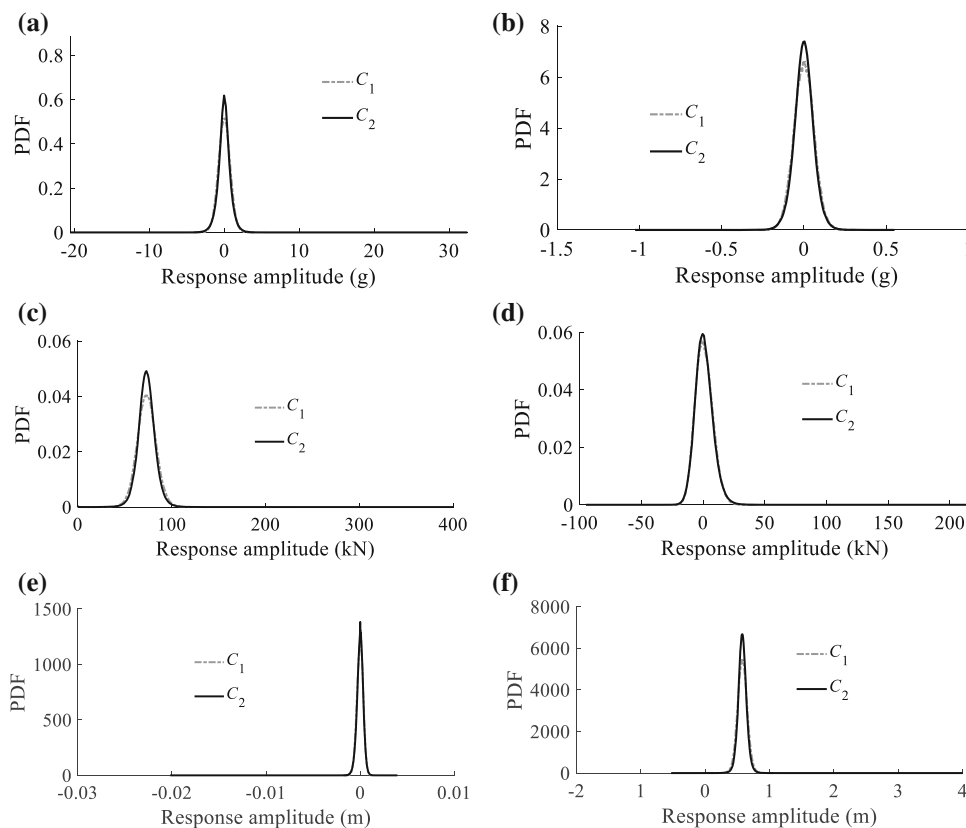 (a)
0.8
0.6
0.4
0.2
0
PDF
C1
C2
-20 -10 0 10 20 30
Response amplitude (g)
(b)
8
6
4
2
0
PDF
C1
C2
-1.5 -1 -0.5 0 0.5
Response amplitude (g)
(c)
0.06
0.04
0.02
0
PDF
C1
C2
0 100 200 300 400
Response amplitude (kN)
(d)
0.06
0.04
0.02
0
PDF
C1
C2
-100 -50 0 50 100 150 200
Response amplitude (kN)
(e)
1500
1000
500
0
PDF
C1
C2
-0.03 -0.02 -0.01 0 0.01
Response amplitude (m)
(f)
8000
6000
4000
2000
0
PDF
C1
C2
-2 -1 0 1 2 3 4
Response amplitude (m)